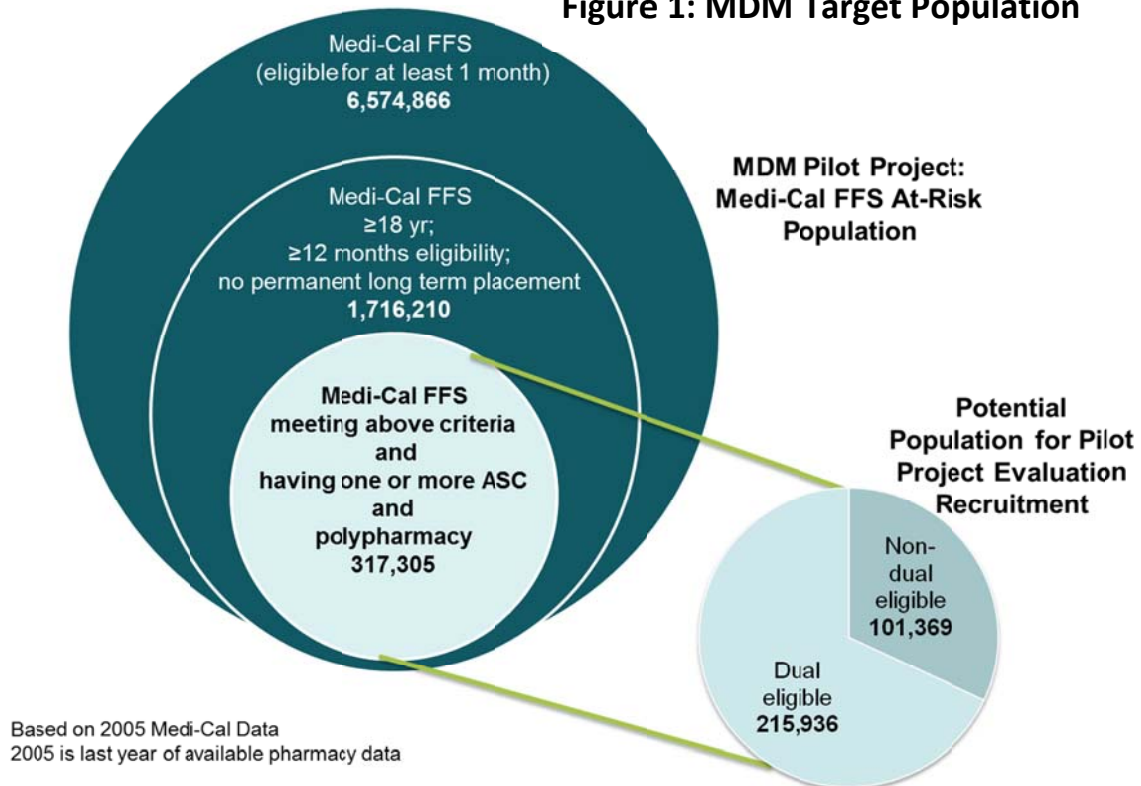 Figure 1: MDM Target Population
Medi-Cal FFS
(eligible for at least 1 month)
6,574,866
Medi-Cal FFS
≥18 yr;
≥12 months eligibility;
no permanent long term placement
1,716,210
Medi-Cal FFS
meeting above criteria
and
having one or more ASC
and
polypharmacy
317,305
MDM Pilot Project:
Medi-Cal FFS At-Risk
Population
Potential
Population for Pilot
Project Evaluation
Recruitment
Non-
dual
eligible
101,369
Dual
eligible
215,936
Based on 2005 Medi-Cal Data
2005 is last year of available pharmacy data